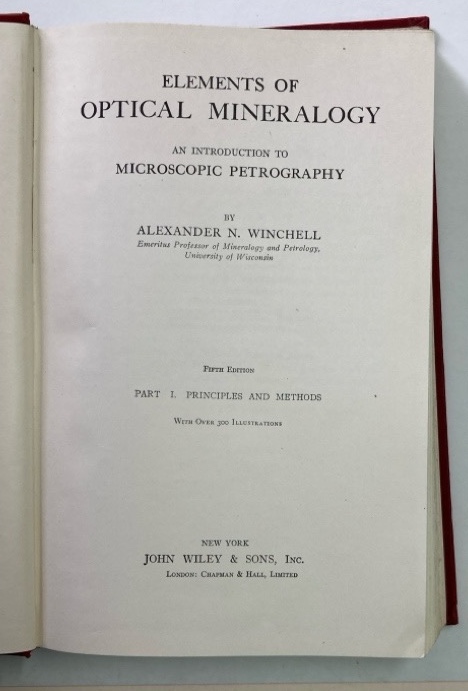 ELEMENTS OF
OPTICAL MINERALOGY
AN INTRODUCTION TO
MICROSCOPIC PETROGRAPHY
BY
ALEXANDER N. WINCHELL
Emeritus Professor of Mineralogy and Petrology,
University of Wisconsin
FIFTH EDITION
PART I. PRINCIPLES AND METHODS
WITH OVER 300 ILLUSTRATIONS
NEW YORK
JOHN WILEY & SONS, INC.
LONDON: CHAPMAN & HALL, LIMITED